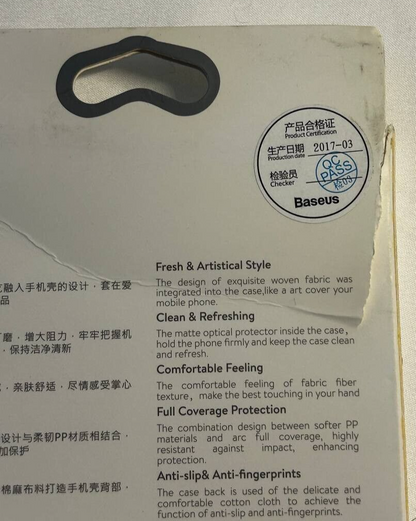 产品合格证
Product Certification
生产日期 2017-03
Production date
检验员
Checker
QC
PASS
检03
Baseus
融入手机壳的设计，套在爱
品
磨，增大阻力，牢牢把握机
，保持洁净清新
，亲肤舒适，尽情感受掌心
设计与柔韧PP材质相结合，
加保护
棉麻布料打造手机壳背部，
Fresh & Artistical Style
The design of exquisite woven fabric was
integrated into the case,like a art cover your
mobile phone.
Clean & Refreshing
The matte optical protector inside the case,
hold the phone firmly and keep the case clean
and refresh.
Comfortable Feeling
The comfortable feeling of fabric fiber
texture, make the best touching in your hand
Full Coverage Protection
The combination design between softer PP
materials and arc full coverage, highly
resistant against impact, enhancing
protection.
Anti-slip& Anti-fingerprints
The case back is used of the delicate and
comfortable cotton cloth to achieve the
function of anti-slip and anti-fingerprints.